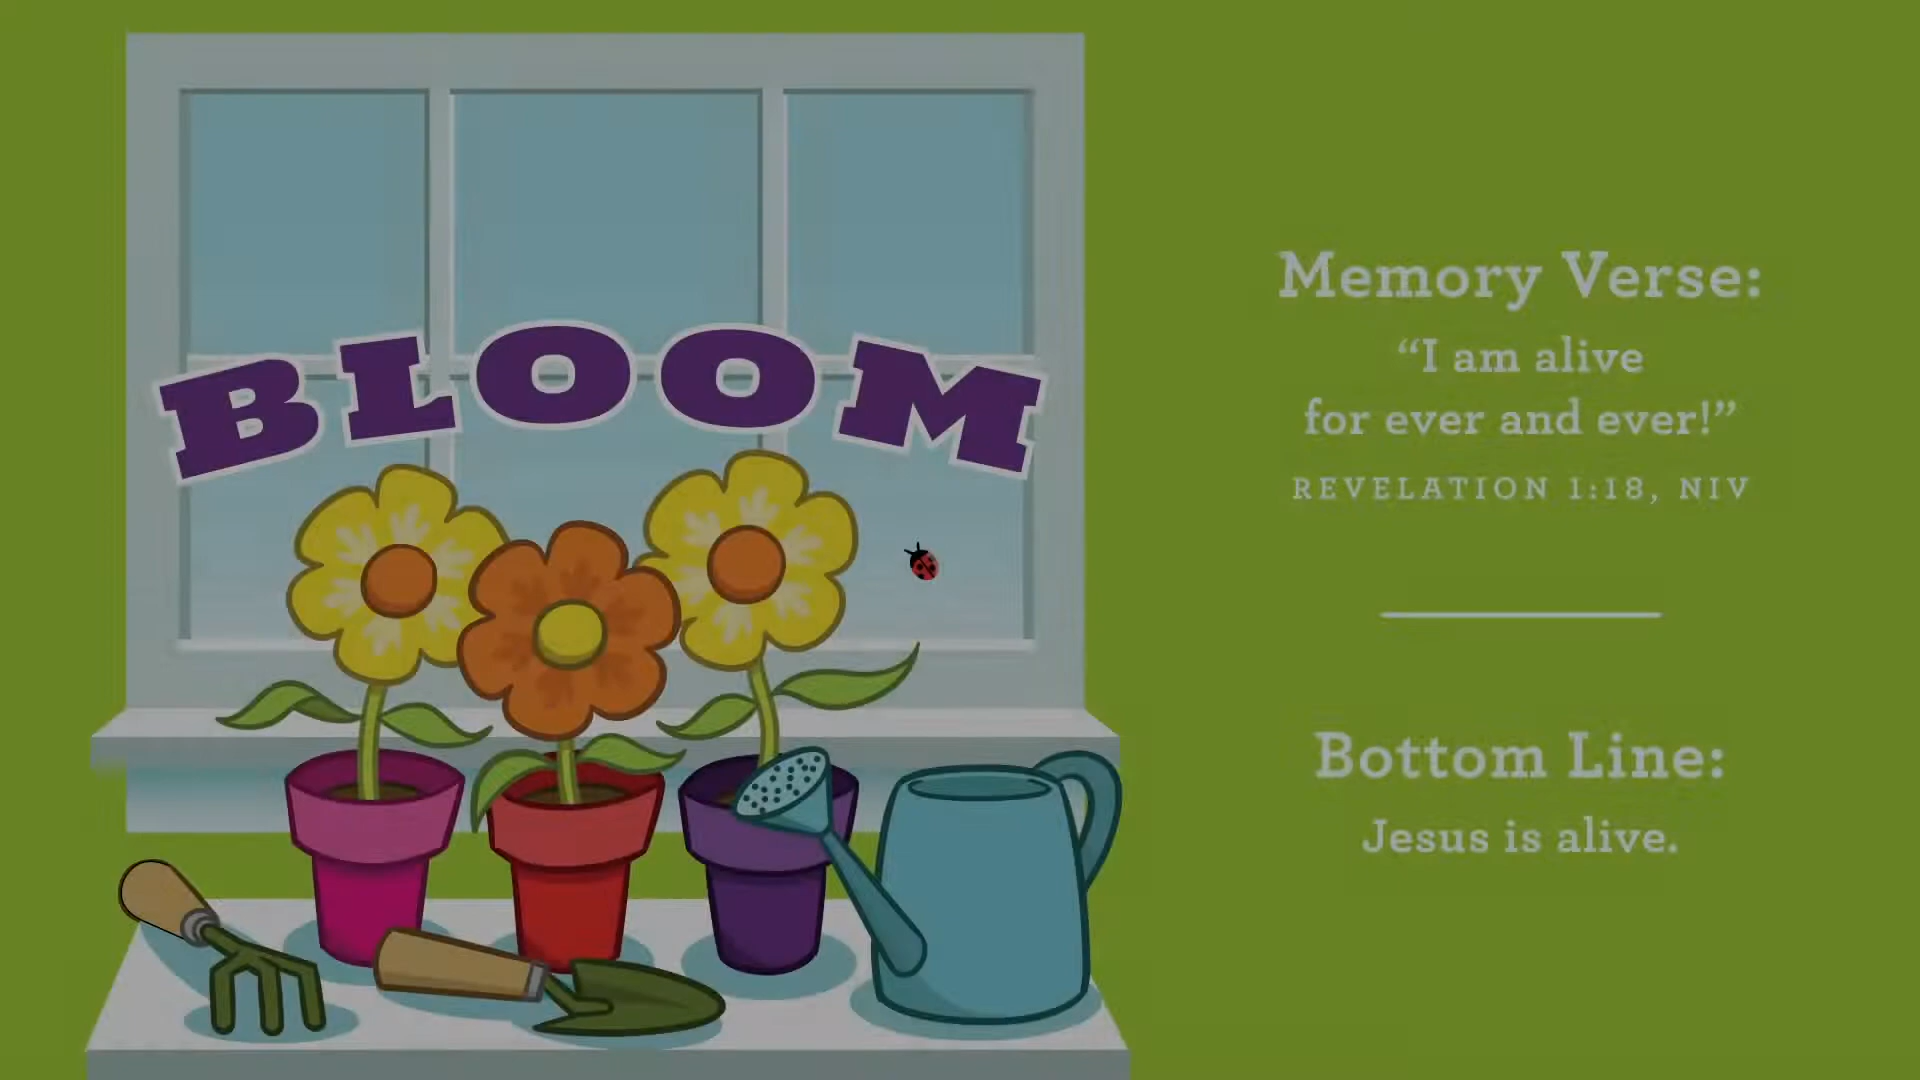 BLOOM
Memory Verse:
“I am alive
for ever and ever!”
REVELATION 1:18, NIV
Bottom Line:
Jesus is alive.